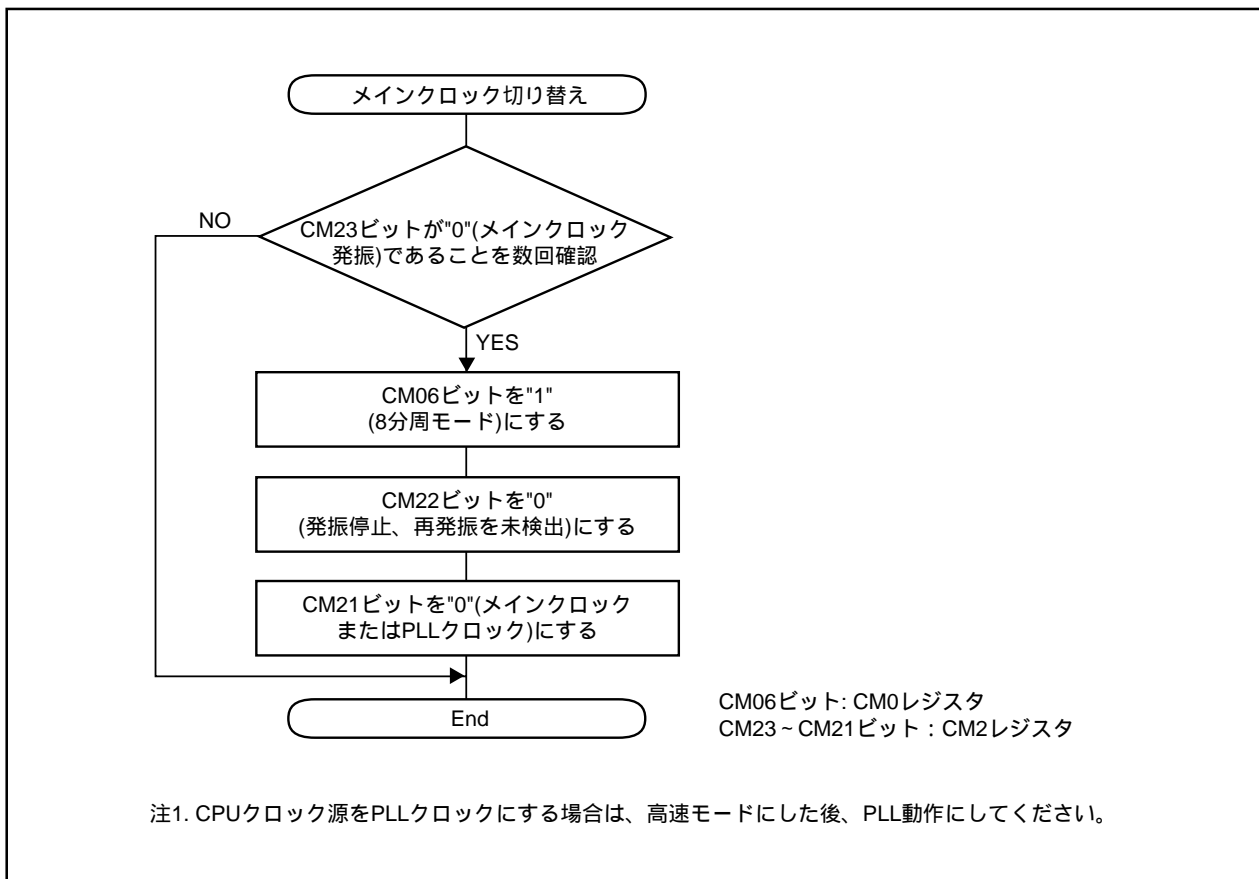 メインクロック切り替え
NO
CM23ビットが"0"(メインクロック
発振)であることを数回確認
YES
CM06ビットを"1"
(8分周モード)にする
CM22ビットを"0"
(発振停止、再発振を未検出)にする
CM21ビットを"0"(メインクロック
またはPLLクロック)にする
End
CM06ビット: CM0レジスタ
CM23~CM21ビット：CM2レジスタ
注1. CPUクロック源をPLLクロックにする場合は、高速モードにした後、PLL動作にしてください。